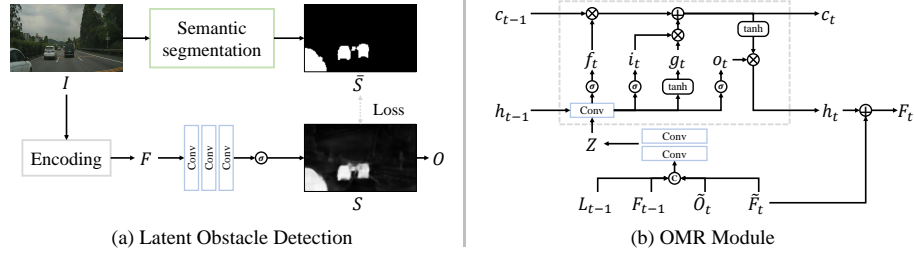 Semantic
segmentation
I
S̄
Loss
Encoding
F
Conv
Conv
Conv
σ
O
S
(a) Latent Obstacle Detection
c_{t-1}
c_t
tanh
f_t
i_t
g_t
o_t
σ
σ
tanh
σ
h_{t-1}
Conv
h_t
F_t
Z
Conv
Conv
C
L_{t-1}
F_{t-1}
Õ_t
F̃_t
(b) OMR Module